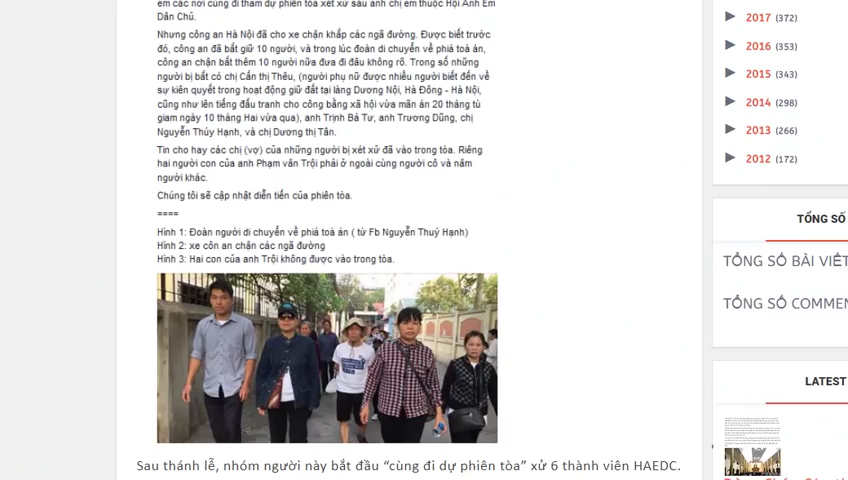 em các nơi cùng đi tham dự phiên tòa xét xử sáu anh chị em thuộc Hội Anh Em
Dân Chủ.
Nhưng công an Hà Nội đã cho xe chặn khắp các ngã đường. Được biết trước
đó, công an đã bắt giữ 10 người, và trong lúc đoàn di chuyển về phiá toà án,
công an chận bắt thêm 10 người nữa đưa đi đâu không rõ. Trong số những
người bị bắt có chị Cấn thị Thêu, (người phụ nữ được nhiều người biết đến về
sự kiên quyết trong hoạt động giữ đất tại làng Dương Nội, Hà Đông - Hà Nội,
cũng như lên tiếng đấu tranh cho công bằng xã hội vừa mãn án 20 tháng tù
giam ngày 10 tháng Hai vừa qua), anh Trịnh Bá Tư, anh Trương Dũng, chị
Nguyễn Thúy Hạnh, và chị Dương thị Tân.
Tin cho hay các chị (vợ) của những người bị xét xử đã vào trong tòa. Riêng
hai người con của anh Phạm văn Trội phải ở ngoài cùng người cô và năm
người khác.
Chúng tôi sẽ cập nhật diễn tiến của phiên tòa.
====
Hình 1: Đoàn người di chuyển về phiá toà án ( từ Fb Nguyễn Thuý Hạnh)
Hình 2: xe côn an chận các ngã đường
Hình 3: Hai con của anh Trội không được vào trong tòa.
Sau thánh lễ, nhóm người này bắt đầu “cùng đi dự phiên tòa” xử 6 thành viên HAEDC.
▶ 2017 (372)
▶ 2016 (353)
▶ 2015 (343)
▶ 2014 (298)
▶ 2013 (266)
▶ 2012 (172)
TỔNG SỐ
TỔNG SỐ BÀI VIẾT
TỔNG SỐ COMMEN
LATEST